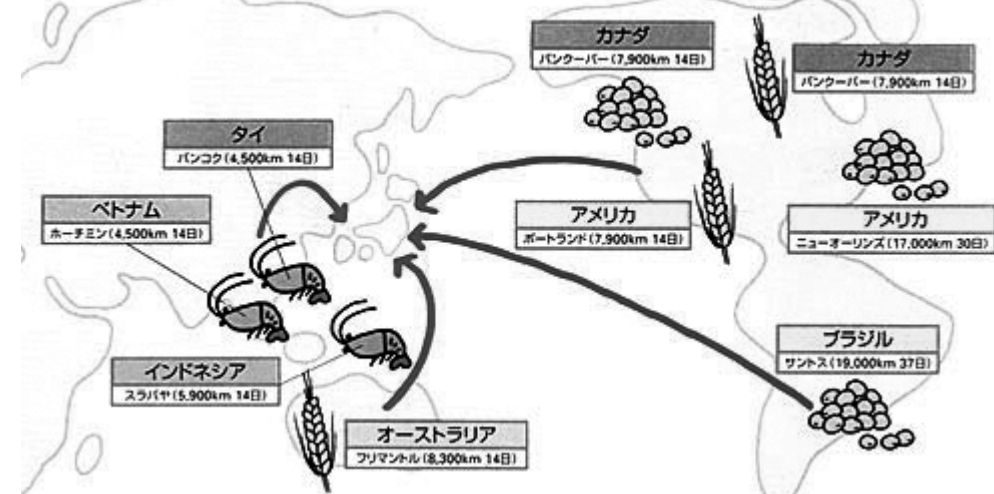 カナダ
バンクーバー(7,900km 14日)
カナダ
バンクーバー(7,900km 14日)
タイ
バンコク(4,500km 14日)
ベトナム
ホーチミン(4,500km 14日)
アメリカ
ポートランド(7,900km 14日)
アメリカ
ニューオーリンズ(17,000km 30日)
ブラジル
サントス(19,000km 37日)
インドネシア
スラバヤ(5,900km 14日)
オーストラリア
フリマントル(8,300km 14日)